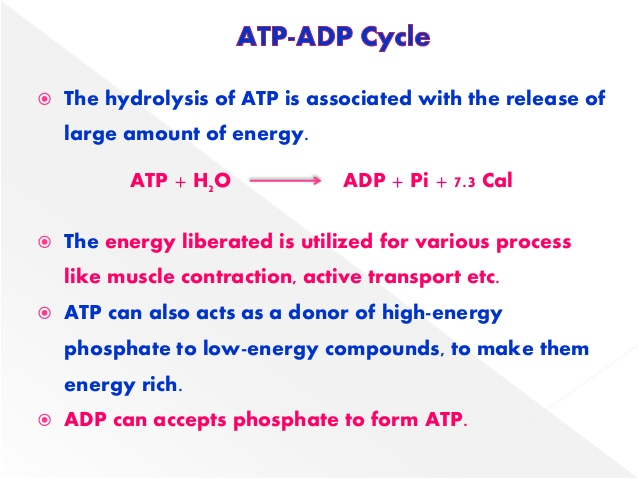 ATP-ADP Cycle
The hydrolysis of ATP is associated with the release of
large amount of energy.
ATP + H₂O ⟶ ADP + Pi + 7.3 Cal
The energy liberated is utilized for various process
like muscle contraction, active transport etc.
ATP can also acts as a donor of high-energy
phosphate to low-energy compounds, to make them
energy rich.
ADP can accepts phosphate to form ATP.